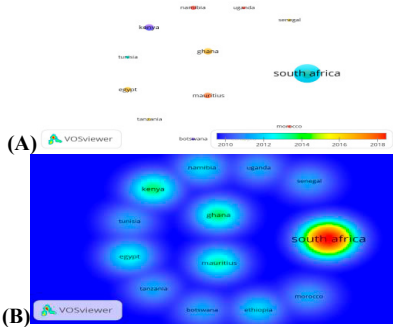 namibia
uganda
senegal
kenya
ghana
tunisia
south africa
egypt
mauritius
tanzania
morocco
botswana
(A)
VOSviewer
2010 2012 2014 2016 2018
namibia
uganda
senegal
kenya
ghana
tunisia
south africa
egypt
mauritius
tanzania
morocco
botswana
ethiopia
(B)
VOSviewer